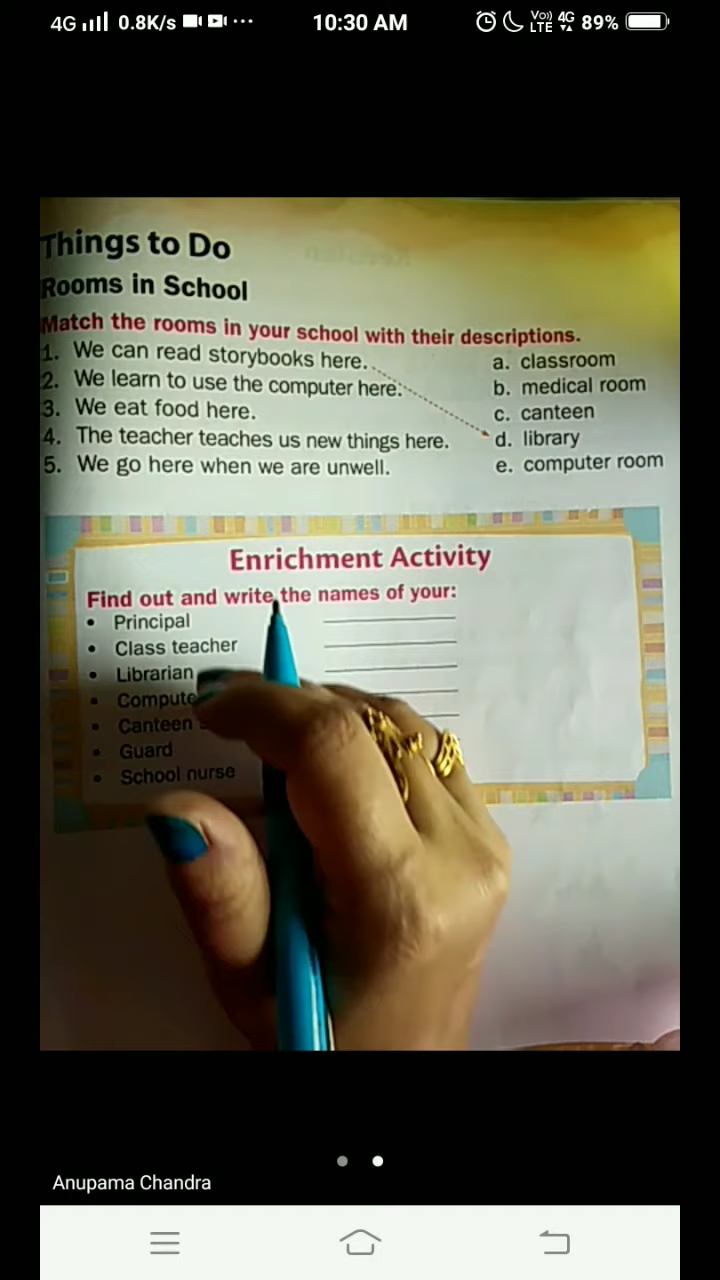 4G 0.8K/s ... 10:30 AM Vo) LTE 4G 89%
Things to Do
Rooms in School
Match the rooms in your school with their descriptions.
1. We can read storybooks here. a. classroom
2. We learn to use the computer here. b. medical room
3. We eat food here. c. canteen
4. The teacher teaches us new things here. d. library
5. We go here when we are unwell. e. computer room
Enrichment Activity
Find out and write the names of your:
• Principal
• Class teacher
• Librarian
•
• Canteen
• Guard
• School nurse
Anupama Chandra